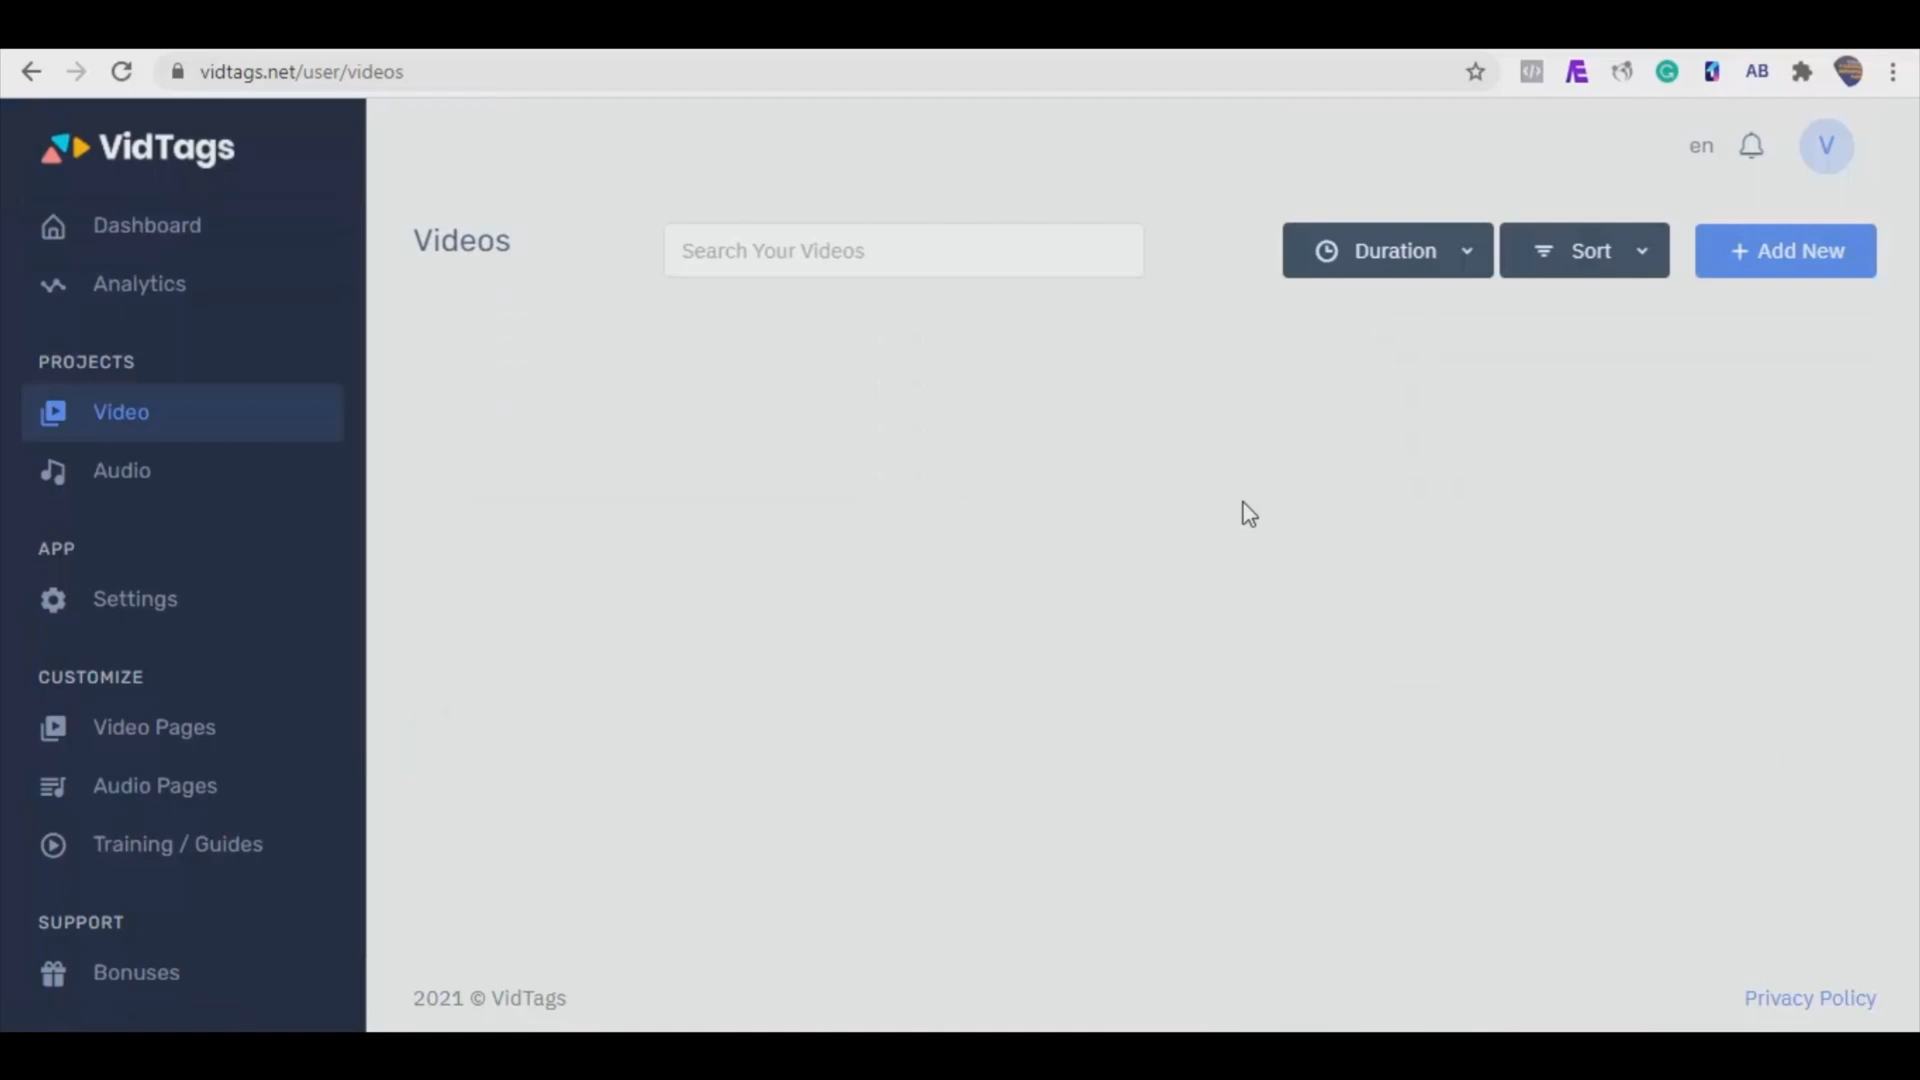 vidtags.net/user/videos
AB
VidTags
en
V
Dashboard
Analytics
PROJECTS
Video
Audio
APP
Settings
CUSTOMIZE
Video Pages
Audio Pages
Training / Guides
SUPPORT
Bonuses
Videos
Search Your Videos
Duration
Sort
+ Add New
2021 © VidTags
Privacy Policy